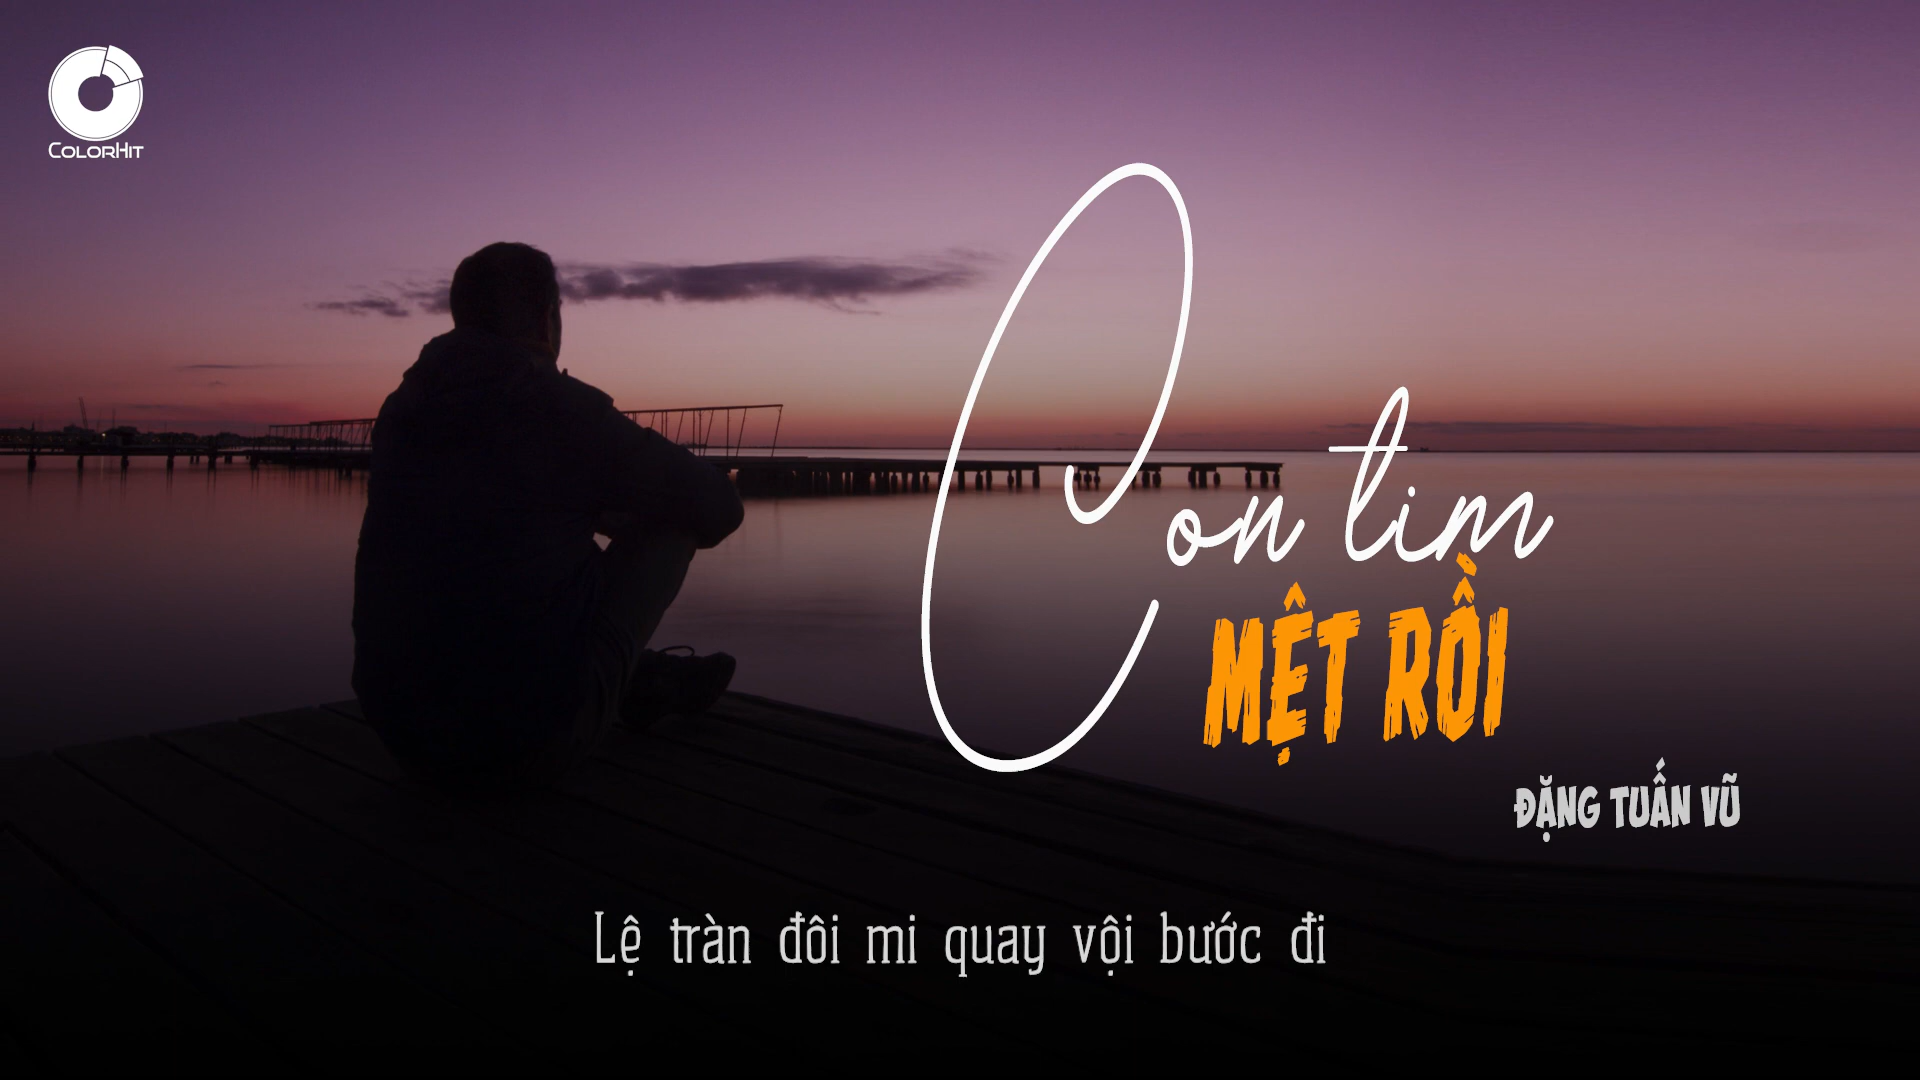 ColorHit
Con tim
MỆT RỒI
ĐẶNG TUẤN VŨ
Lệ tràn đôi mi quay vội bước đi